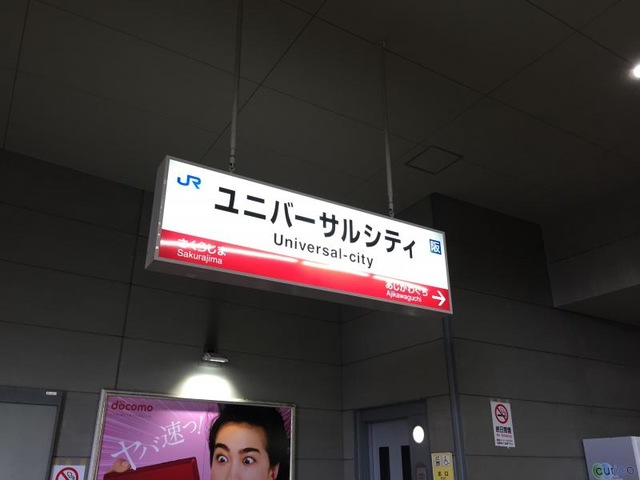 JR
ユニバーサルシティ
阪
Universal-city
さくらじま
Sakurajima
あじかわぐち
Ajikawaguchi
docomo
ヤバ速っ!